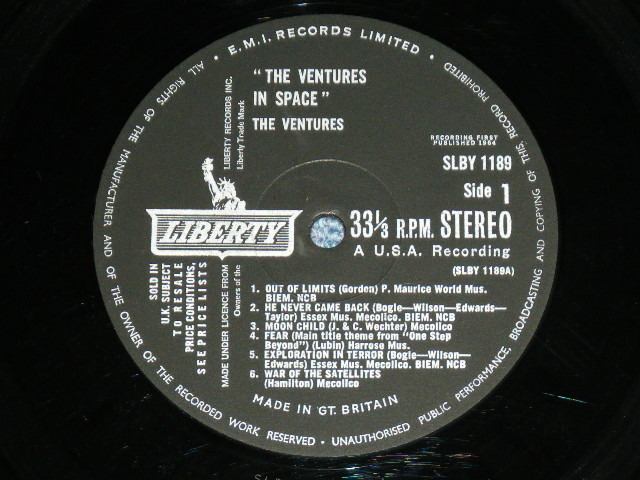 E.M.I. RECORDS LIMITED • ALL RIGHTS OF THE MANUFACTURER AND OF THE OWNER OF THE RECORDED WORK RESERVED • UNAUTHORISED PUBLIC PERFORMANCE, BROADCASTING AND COPYING OF THIS RECORD PROHIBITED •
"THE VENTURES
IN SPACE"
THE VENTURES
LIBERTY RECORDS INC.
Liberty Trade Mark
RECORDING FIRST
PUBLISHED 1964
SLBY 1189
Side 1
LIBERTY
33⅓ R.P.M. STEREO
A U.S.A. Recording
(SLBY 1189A)
SOLD IN
U.K. SUBJECT
TO RESALE
PRICE CONDITIONS,
SEE PRICE LISTS
MADE UNDER LICENCE FROM
Owners of the
1. OUT OF LIMITS (Gordon) P. Maurice World Mus.
BIEM. NCB
2. HE NEVER CAME BACK (Bogle—Wilson—Edwards—
Taylor) Essex Mus. Mecolico. BIEM. NCB
3. MOON CHILD (J. & C. Wechter) Mecolico
4. FEAR (Main title theme from "One Step
Beyond") (Lubin) Harrose Mus.
5. EXPLORATION IN TERROR (Bogle—Wilson—
Edwards) Essex Mus. Mecolico. BIEM. NCB
6. WAR OF THE SATELLITES
(Hamilton) Mecolico
MADE IN GT. BRITAIN